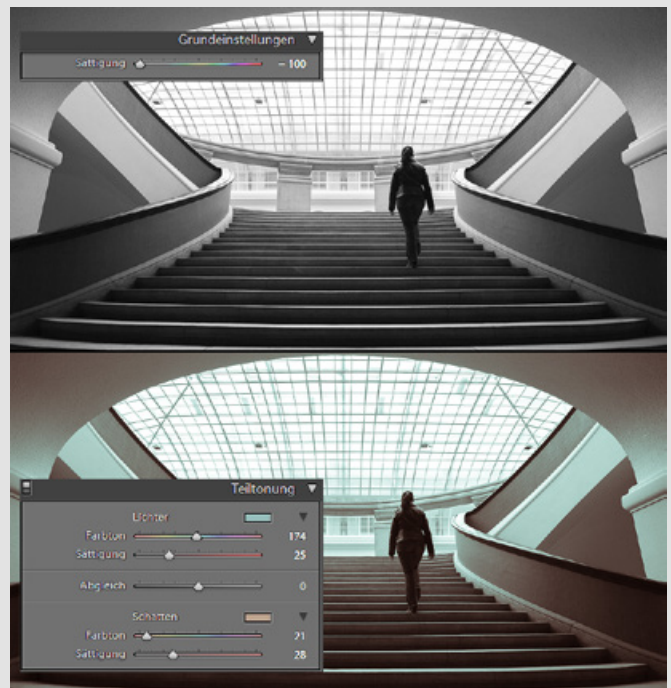 Grundeinstellungen
Sättigung − 100
Teiltonung
Lichter
Farbton 174
Sättigung 25
Abgleich 0
Schatten
Farbton 21
Sättigung 28